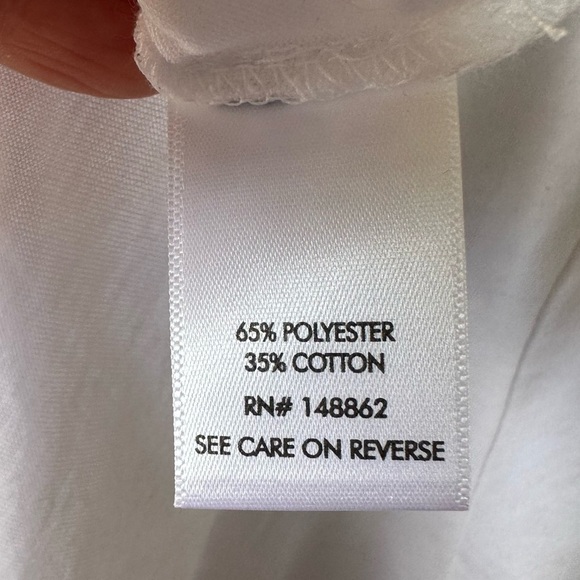 65% POLYESTER
35% COTTON
RN# 148862
SEE CARE ON REVERSE